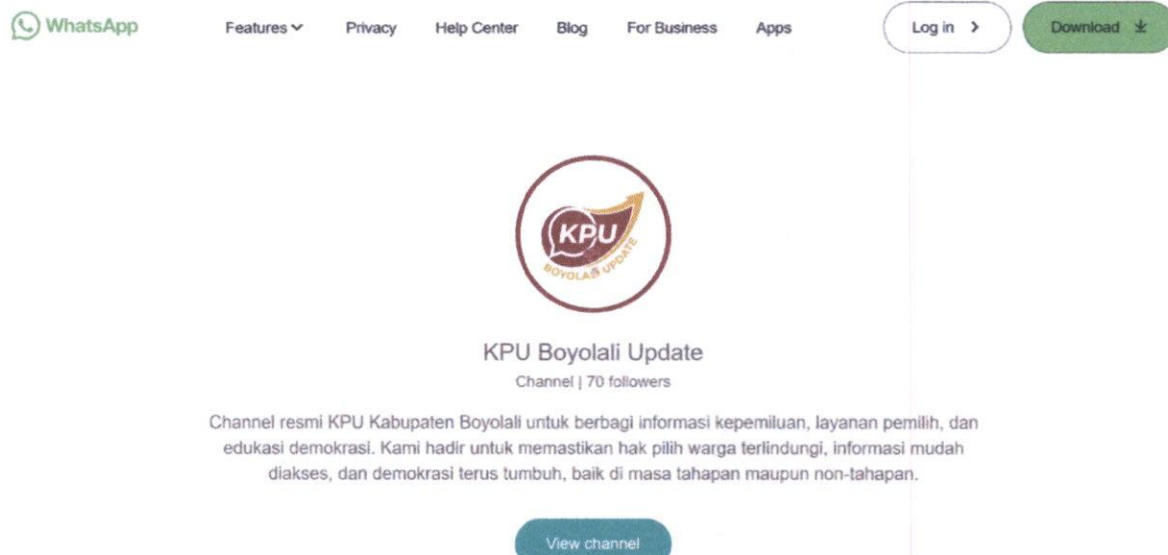 WhatsApp
Features
Privacy
Help Center
Blog
For Business
Apps
Log in
Download
KPU
BOYOLALI UPDATE
KPU Boyolali Update
Channel | 70 followers
Channel resmi KPU Kabupaten Boyolali untuk berbagi informasi kepemiluan, layanan pemilih, dan
edukasi demokrasi. Kami hadir untuk memastikan hak pilih warga terlindungi, informasi mudah
diakses, dan demokrasi terus tumbuh, baik di masa tahapan maupun non-tahapan.
View channel